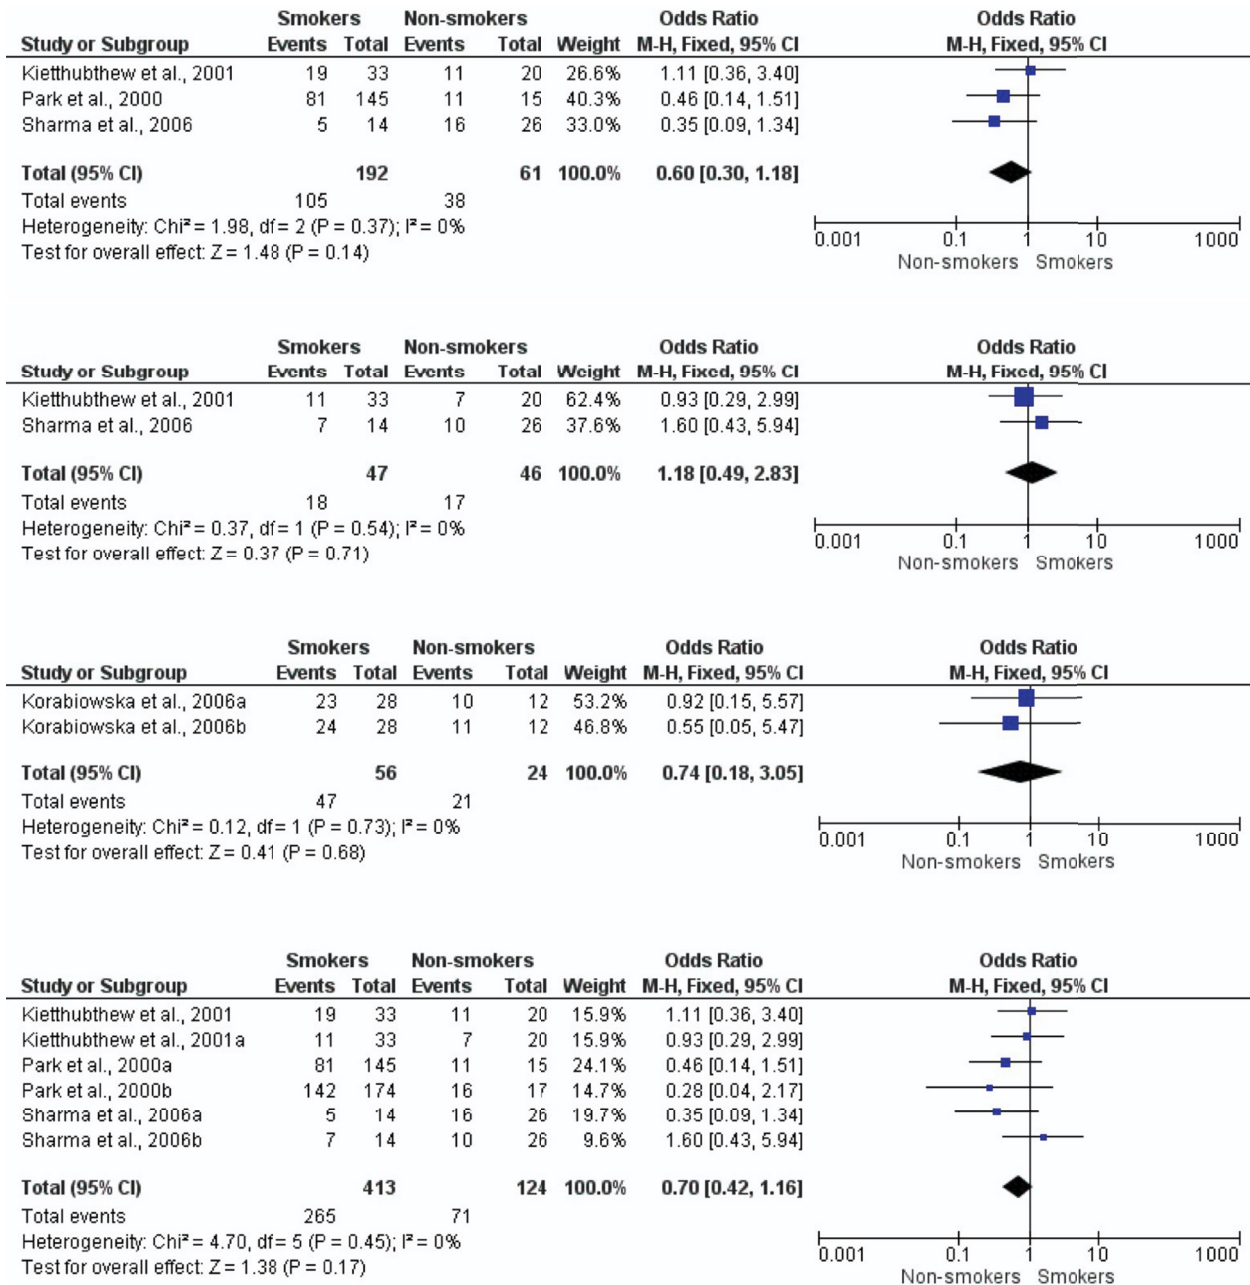 Smokers Non-smokers Odds Ratio Odds Ratio
Study or Subgroup Events Total Events Total Weight M-H, Fixed, 95% CI M-H, Fixed, 95% CI
Kietthubthew et al., 2001 19 33 11 20 26.6% 1.11 [0.36, 3.40]
Park et al., 2000 81 145 11 15 40.3% 0.46 [0.14, 1.51]
Sharma et al., 2006 5 14 16 26 33.0% 0.35 [0.09, 1.34]
Total (95% CI) 192 61 100.0% 0.60 [0.30, 1.18]
Total events 105 38
Heterogeneity: Chi² = 1.98, df = 2 (P = 0.37); I² = 0%
Test for overall effect: Z = 1.48 (P = 0.14)
0.001 0.1 1 10 1000
Non-smokers Smokers
Smokers Non-smokers Odds Ratio Odds Ratio
Study or Subgroup Events Total Events Total Weight M-H, Fixed, 95% CI M-H, Fixed, 95% CI
Kietthubthew et al., 2001 11 33 7 20 62.4% 0.93 [0.29, 2.99]
Sharma et al., 2006 7 14 10 26 37.6% 1.60 [0.43, 5.94]
Total (95% CI) 47 46 100.0% 1.18 [0.49, 2.83]
Total events 18 17
Heterogeneity: Chi² = 0.37, df = 1 (P = 0.54); I² = 0%
Test for overall effect: Z = 0.37 (P = 0.71)
0.001 0.1 1 10 1000
Non-smokers Smokers
Smokers Non-smokers Odds Ratio Odds Ratio
Study or Subgroup Events Total Events Total Weight M-H, Fixed, 95% CI M-H, Fixed, 95% CI
Korabiowska et al., 2006a 23 28 10 12 53.2% 0.92 [0.15, 5.57]
Korabiowska et al., 2006b 24 28 11 12 46.8% 0.55 [0.05, 5.47]
Total (95% CI) 56 24 100.0% 0.74 [0.18, 3.05]
Total events 47 21
Heterogeneity: Chi² = 0.12, df = 1 (P = 0.73); I² = 0%
Test for overall effect: Z = 0.41 (P = 0.68)
0.001 0.1 1 10 1000
Non-smokers Smokers
Smokers Non-smokers Odds Ratio Odds Ratio
Study or Subgroup Events Total Events Total Weight M-H, Fixed, 95% CI M-H, Fixed, 95% CI
Kietthubthew et al., 2001 19 33 11 20 15.9% 1.11 [0.36, 3.40]
Kietthubthew et al., 2001a 11 33 7 20 15.9% 0.93 [0.29, 2.99]
Park et al., 2000a 81 145 11 15 24.1% 0.46 [0.14, 1.51]
Park et al., 2000b 142 174 16 17 14.7% 0.28 [0.04, 2.17]
Sharma et al., 2006a 5 14 16 26 19.7% 0.35 [0.09, 1.34]
Sharma et al., 2006b 7 14 10 26 9.6% 1.60 [0.43, 5.94]
Total (95% CI) 413 124 100.0% 0.70 [0.42, 1.16]
Total events 265 71
Heterogeneity: Chi² = 4.70, df = 5 (P = 0.45); I² = 0%
Test for overall effect: Z = 1.38 (P = 0.17)
0.001 0.1 1 10 1000
Non-smokers Smokers